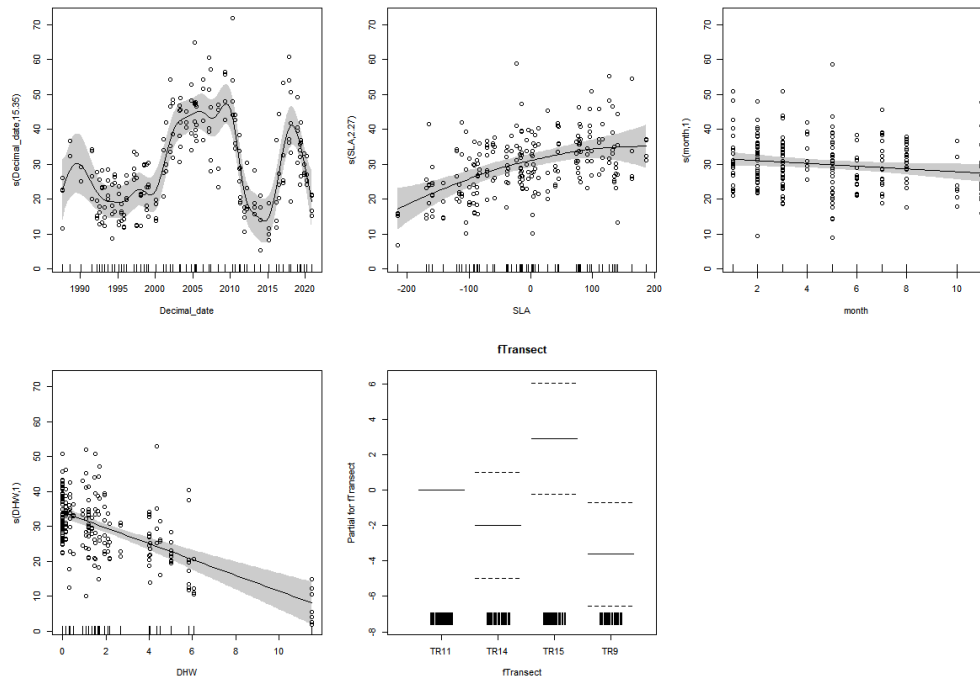 s(Decimal_date,15.35)
70
60
50
40
30
20
10
0
1990 1995 2000 2005 2010 2015 2020
Decimal_date
s(SLA,2.27)
70
60
50
40
30
20
10
0
-200 -100 0 100 200
SLA
s(month,1)
70
60
50
40
30
20
10
0
2 4 6 8 10
month
s(DHW,1)
70
60
50
40
30
20
10
0
0 2 4 6 8 10
DHW
fTransect
Partial for fTransect
6
4
2
0
-2
-4
-6
-8
TR11 TR14 TR15 TR9
fTransect